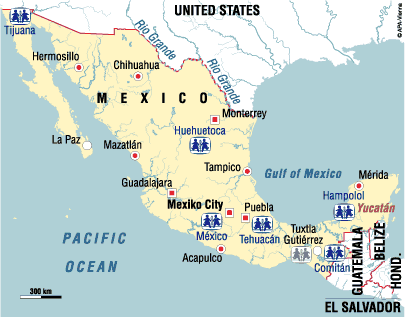 UNITED STATES
© APA-Vienna
Tijuana
Rio Grande
Hermosillo
Chihuahua
Rio Grande
MEXICO
Monterrey
Huehuetoca
La Paz
Mazatlán
Tampico
Gulf of Mexico
Guadalajara
Mérida
Hampolol
Yucatán
Mexiko City
Puebla
México
Tehuacán
Tuxtla
Gutiérrez
Comitán
Acapulco
PACIFIC
OCEAN
GUATEMALA
BELIZE
HOND.
300 km
EL SALVADOR